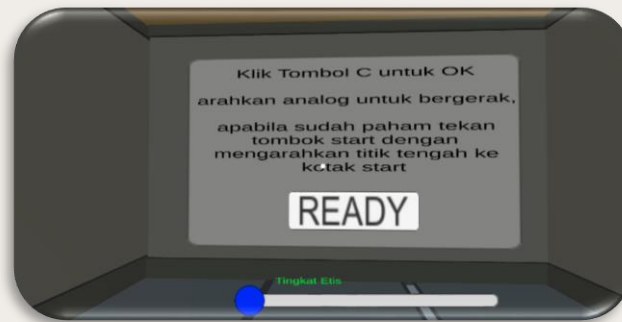 Klik Tombol C untuk OK
arahkan analog untuk bergerak,
apabila sudah paham tekan
tombok start dengan
mengarahkan titik tengah ke
kotak start
READY
Tingkat Etis